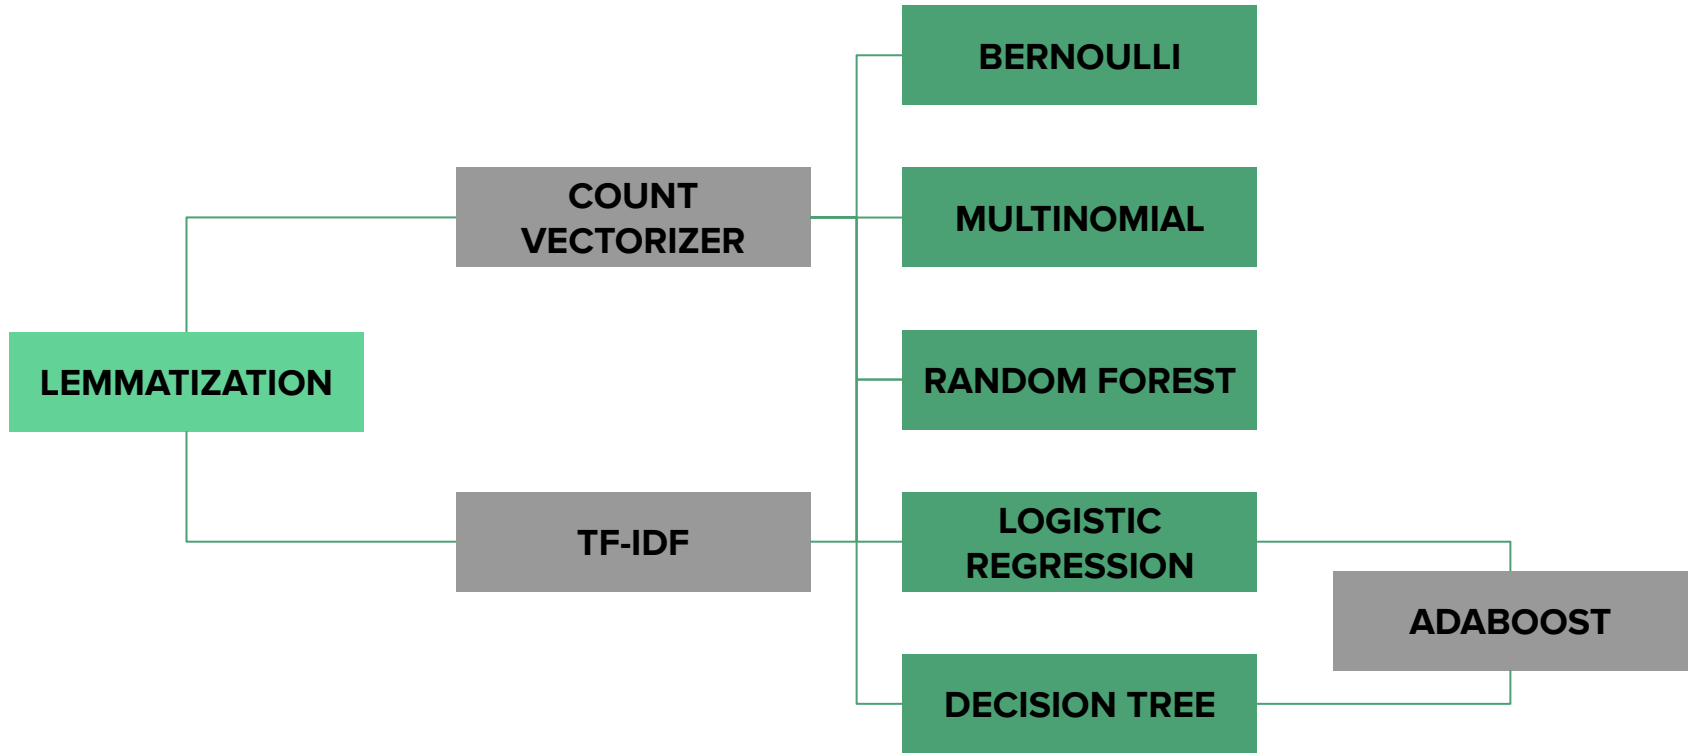 LEMMATIZATION
COUNT
VECTORIZER
TF-IDF
BERNOULLI
MULTINOMIAL
RANDOM FOREST
LOGISTIC
REGRESSION
DECISION TREE
ADABOOST